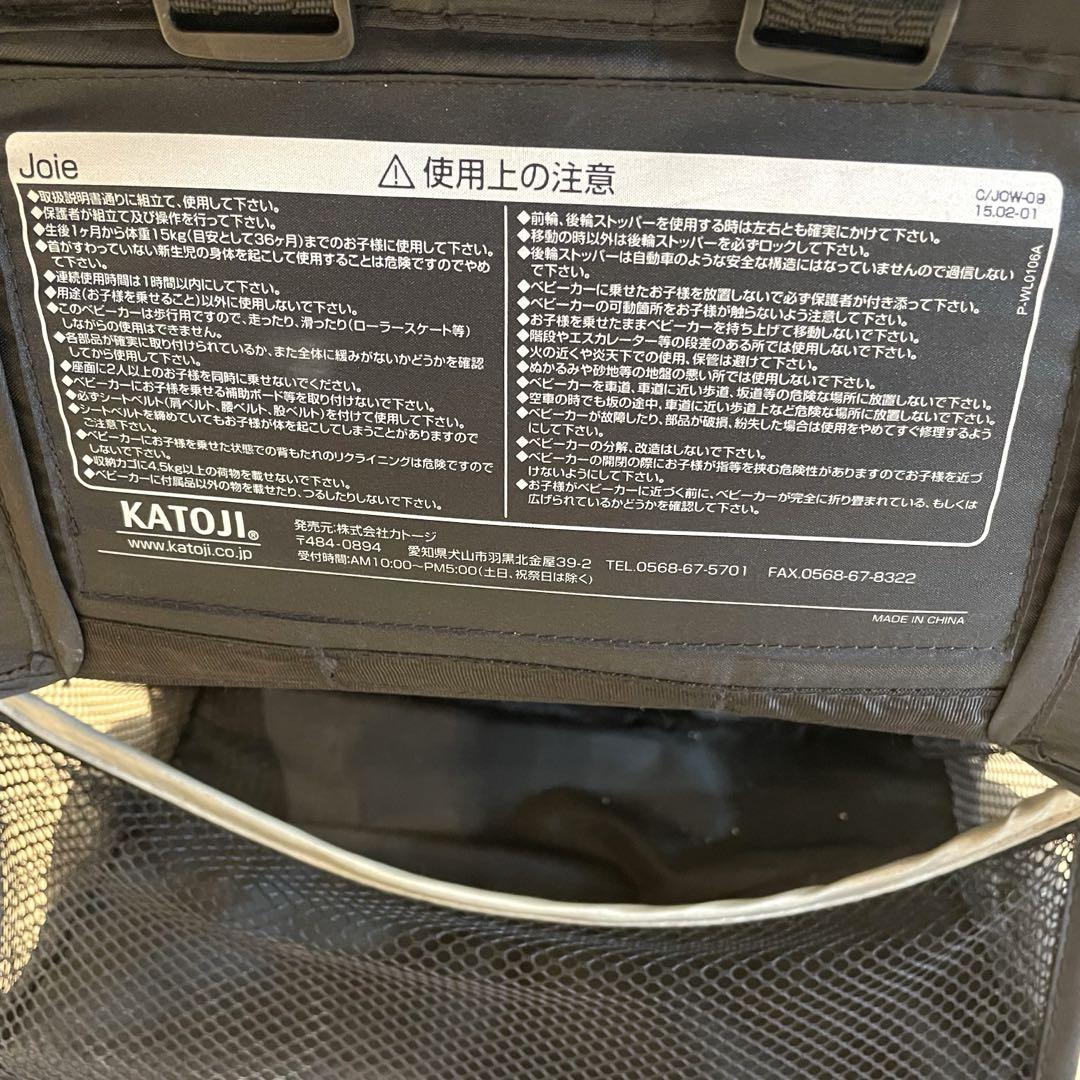 Joie
⚠使用上の注意
C/JCW-09
15.02-01
P-WL0106A
◆取扱説明書通りに組立て、使用して下さい。
◆保護者が組立て及び操作を行って下さい。
◆生後1ヶ月から体重15kg(目安として36ヶ月)までのお子様に使用して下さい。
◆首がすわっていない新生児の身体を起こして使用することは危険ですのでやめ
て下さい。
◆連続使用時間は1時間以内にして下さい。
◆用途(お子様を乗せること)以外に使用しないで下さい。
◆このベビーカーは歩行用ですので、走ったり、滑ったり(ローラースケート等)
しながらの使用はできません。
◆各部品が確実に取り付けられているか、また全体に緩みがないかどうかを確認
してから使用して下さい。
◆座面に2人以上のお子様を同時に乗せないでください。
◆ベビーカーにお子様を乗せる補助ボード等を取り付けないで下さい。
◆必ずシートベルト(肩ベルト、腰ベルト、股ベルト)を付けて使用して下さい。
◆シートベルトを締めていてもお子様が体を起こしてしまうことがありますので
ご注意下さい。
◆ベビーカーにお子様を乗せた状態での背もたれのリクライニングは危険ですので
しないで下さい。
◆収納カゴに4.5kg以上の荷物を載せないで下さい。
◆ベビーカーに付属品以外の物を載せたり、つるしたりしないで下さい。
◆前輪、後輪ストッパーを使用する時は左右とも確実にかけて下さい。
◆移動の時以外は後輪ストッパーを必ずロックして下さい。
◆後輪ストッパーは自動車のような安全な構造にはなっていませんので過信しない
で下さい。
◆ベビーカーに乗せたお子様を放置しないで必ず保護者が付き添って下さい。
◆ベビーカーの可動箇所をお子様が触らないよう注意して下さい。
◆お子様を乗せたままベビーカーを持ち上げて移動しないで下さい。
◆階段やエスカレーター等の段差のある所では使用しないで下さい。
◆火の近くや炎天下での使用、保管は避けて下さい。
◆ぬかるみや砂地等の地盤の悪い所では使用しないで下さい。
◆ベビーカーを車道、車道に近い歩道、坂道等の危険な場所に放置しないで下さい。
◆空車の時でも坂の途中、車道に近い歩道上など危険な場所に放置しないで下さい。
◆ベビーカーが故障したり、部品が破損、紛失した場合は使用をやめてすぐ修理するよう
にして下さい。
◆ベビーカーの分解、改造はしないで下さい。
◆ベビーカーの開閉の際にお子様が指等を挟む危険性がありますのでお子様を近づ
けないようにして下さい。
◆お子様がベビーカーに近づく前に、ベビーカーが完全に折り畳まれている、もしくは
広げられているかどうかを確認して下さい。
KATOJI®
www.katoji.co.jp
発売元:株式会社カトージ
〒484-0894 愛知県犬山市羽黒北金屋39-2 TEL.0568-67-5701 FAX.0568-67-8322
受付時間:AM10:00〜PM5:00(土日、祝祭日は除く)
MADE IN CHINA